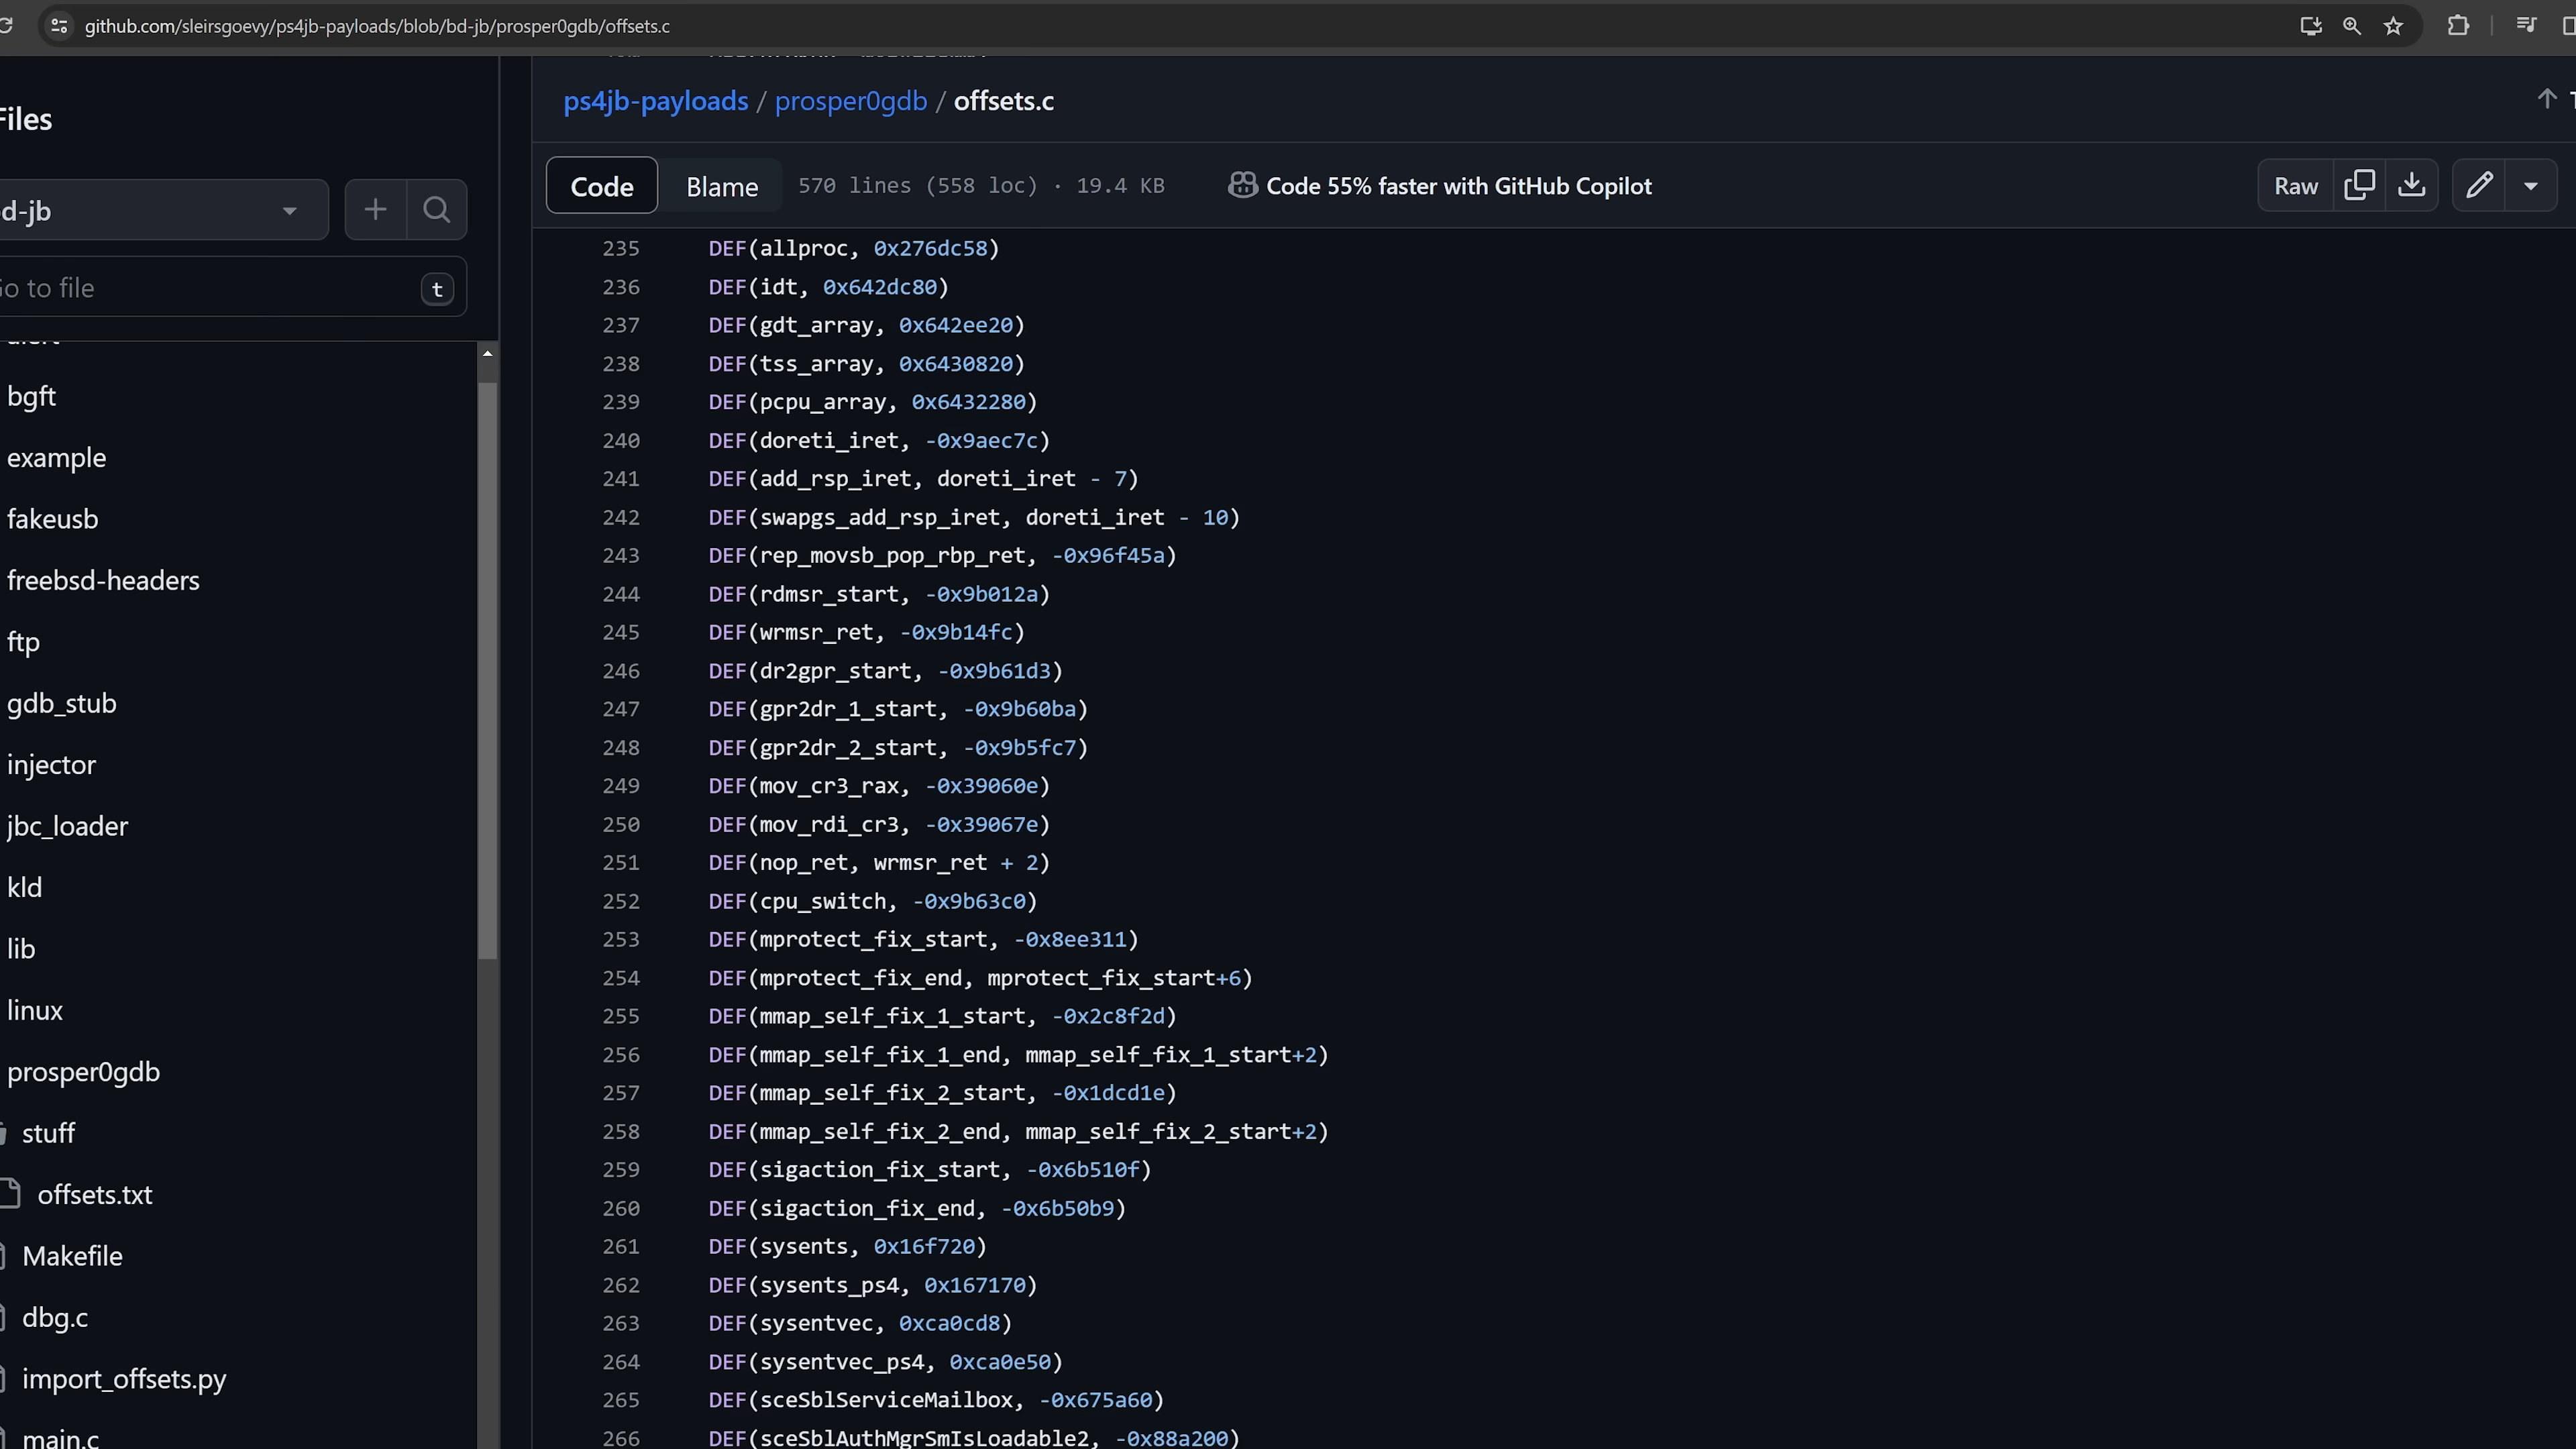 github.com/sleirsgoevy/ps4jb-payloads/blob/bd-jb/prosper0gdb/offsets.c
Files
d-jb
o to file
t
bgft
example
fakeusb
freebsd-headers
ftp
gdb_stub
injector
jbc_loader
kld
lib
linux
prosper0gdb
stuff
offsets.txt
Makefile
dbg.c
import_offsets.py
main.c
ps4jb-payloads / prosper0gdb / offsets.c
Code Blame 570 lines (558 loc) · 19.4 KB Code 55% faster with GitHub Copilot Raw
235 DEF(allproc, 0x276dc58)
236 DEF(idt, 0x642dc80)
237 DEF(gdt_array, 0x642ee20)
238 DEF(tss_array, 0x6430820)
239 DEF(pcpu_array, 0x6432280)
240 DEF(doreti_iret, -0x9aec7c)
241 DEF(add_rsp_iret, doreti_iret - 7)
242 DEF(swapgs_add_rsp_iret, doreti_iret - 10)
243 DEF(rep_movsb_pop_rbp_ret, -0x96f45a)
244 DEF(rdmsr_start, -0x9b012a)
245 DEF(wrmsr_ret, -0x9b14fc)
246 DEF(dr2gpr_start, -0x9b61d3)
247 DEF(gpr2dr_1_start, -0x9b60ba)
248 DEF(gpr2dr_2_start, -0x9b5fc7)
249 DEF(mov_cr3_rax, -0x39060e)
250 DEF(mov_rdi_cr3, -0x39067e)
251 DEF(nop_ret, wrmsr_ret + 2)
252 DEF(cpu_switch, -0x9b63c0)
253 DEF(mprotect_fix_start, -0x8ee311)
254 DEF(mprotect_fix_end, mprotect_fix_start+6)
255 DEF(mmap_self_fix_1_start, -0x2c8f2d)
256 DEF(mmap_self_fix_1_end, mmap_self_fix_1_start+2)
257 DEF(mmap_self_fix_2_start, -0x1dcd1e)
258 DEF(mmap_self_fix_2_end, mmap_self_fix_2_start+2)
259 DEF(sigaction_fix_start, -0x6b510f)
260 DEF(sigaction_fix_end, -0x6b50b9)
261 DEF(sysents, 0x16f720)
262 DEF(sysents_ps4, 0x167170)
263 DEF(sysentvec, 0xca0cd8)
264 DEF(sysentvec_ps4, 0xca0e50)
265 DEF(sceSblServiceMailbox, -0x675a60)
266 DEF(sceSblAuthMgrSmIsLoadable2, -0x88a200)